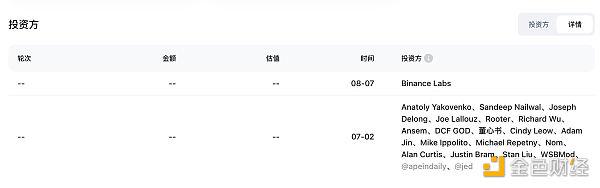 投资方
投资方 详情
轮次 金额 估值 时间 投资方
-- -- -- 08-07 Binance Labs
Anatoly Yakovenko、Sandeep Nailwal、Joseph
Delong、Joe Lallouz、Rooter、Richard Wu、
Ansem、DCF GOD、董心书、Cindy Leow、Adam
-- -- -- 07-02 Jin、Mike Ippolito、Michael Repetny、Nom、
Alan Curtis、Justin Bram、Stan Liu、WSBMod、
@apeindaily、@jed
金色财经